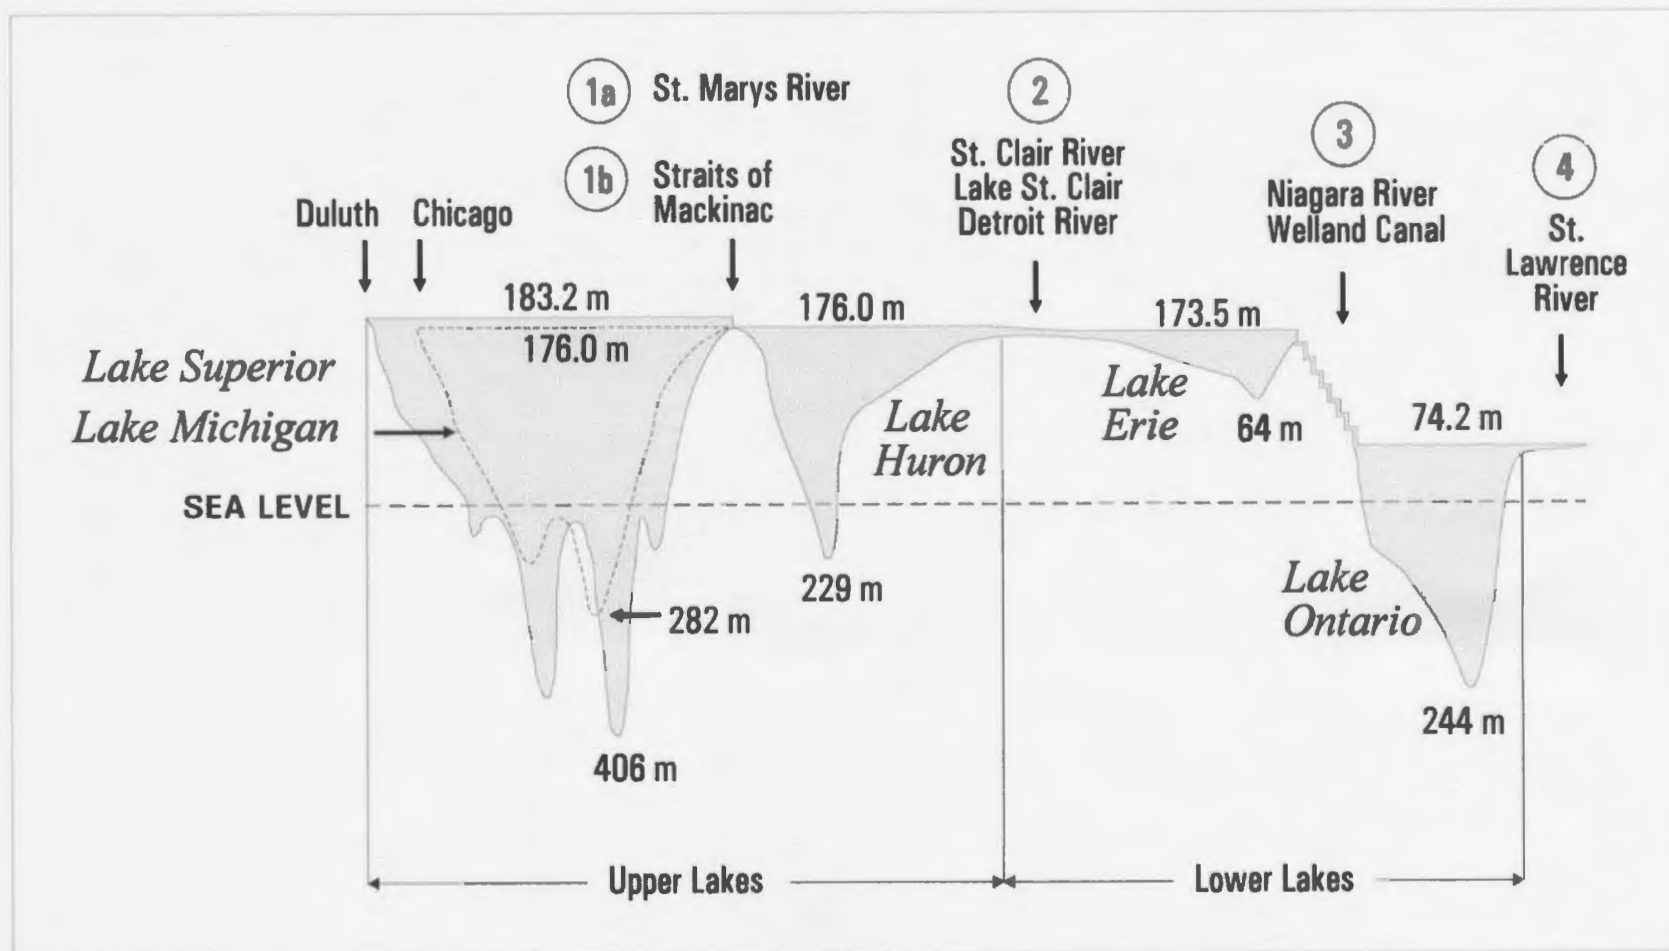 1a St. Marys River
1b Straits of
Mackinac
2
St. Clair River
Lake St. Clair
Detroit River
3
Niagara River
Welland Canal
4
St.
Lawrence
River
Duluth Chicago
183.2 m
176.0 m
176.0 m
173.5 m
74.2 m
Lake Superior
Lake Michigan
Lake
Huron
Lake
Erie
64 m
SEA LEVEL
229 m
282 m
406 m
Lake
Ontario
244 m
Upper Lakes
Lower Lakes